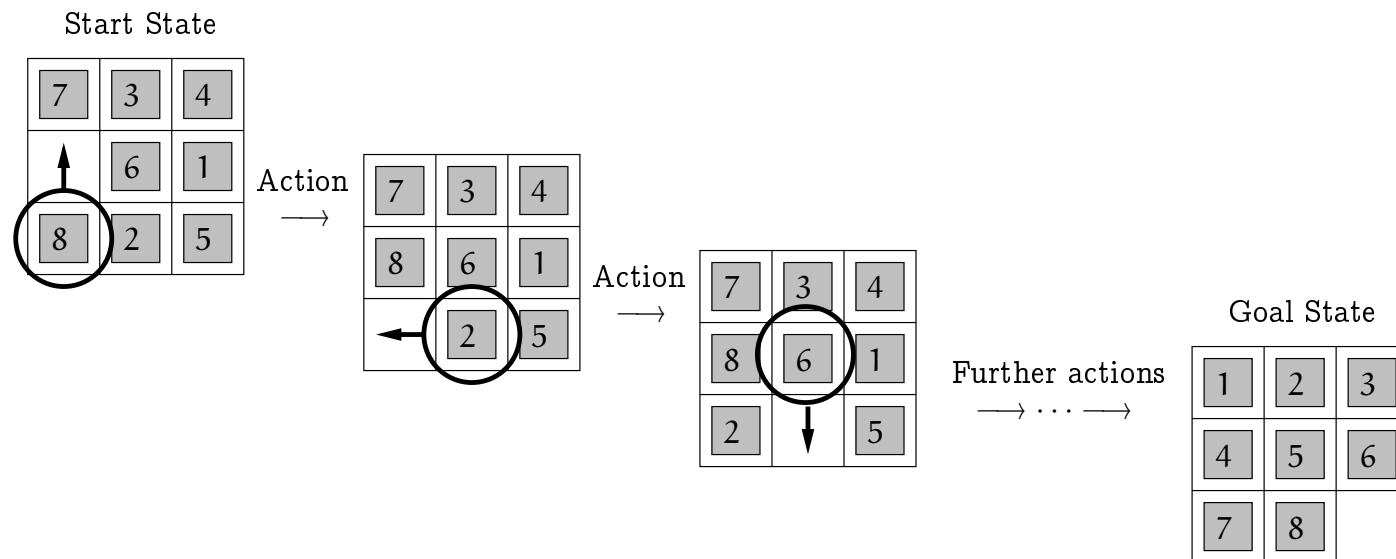 Start State
7 3 4
6 1
8 2 5
Action
7 3 4
8 6 1
2 5
Action
7 3 4
8 6 1
2 5
Further actions
···
Goal State
1 2 3
4 5 6
7 8